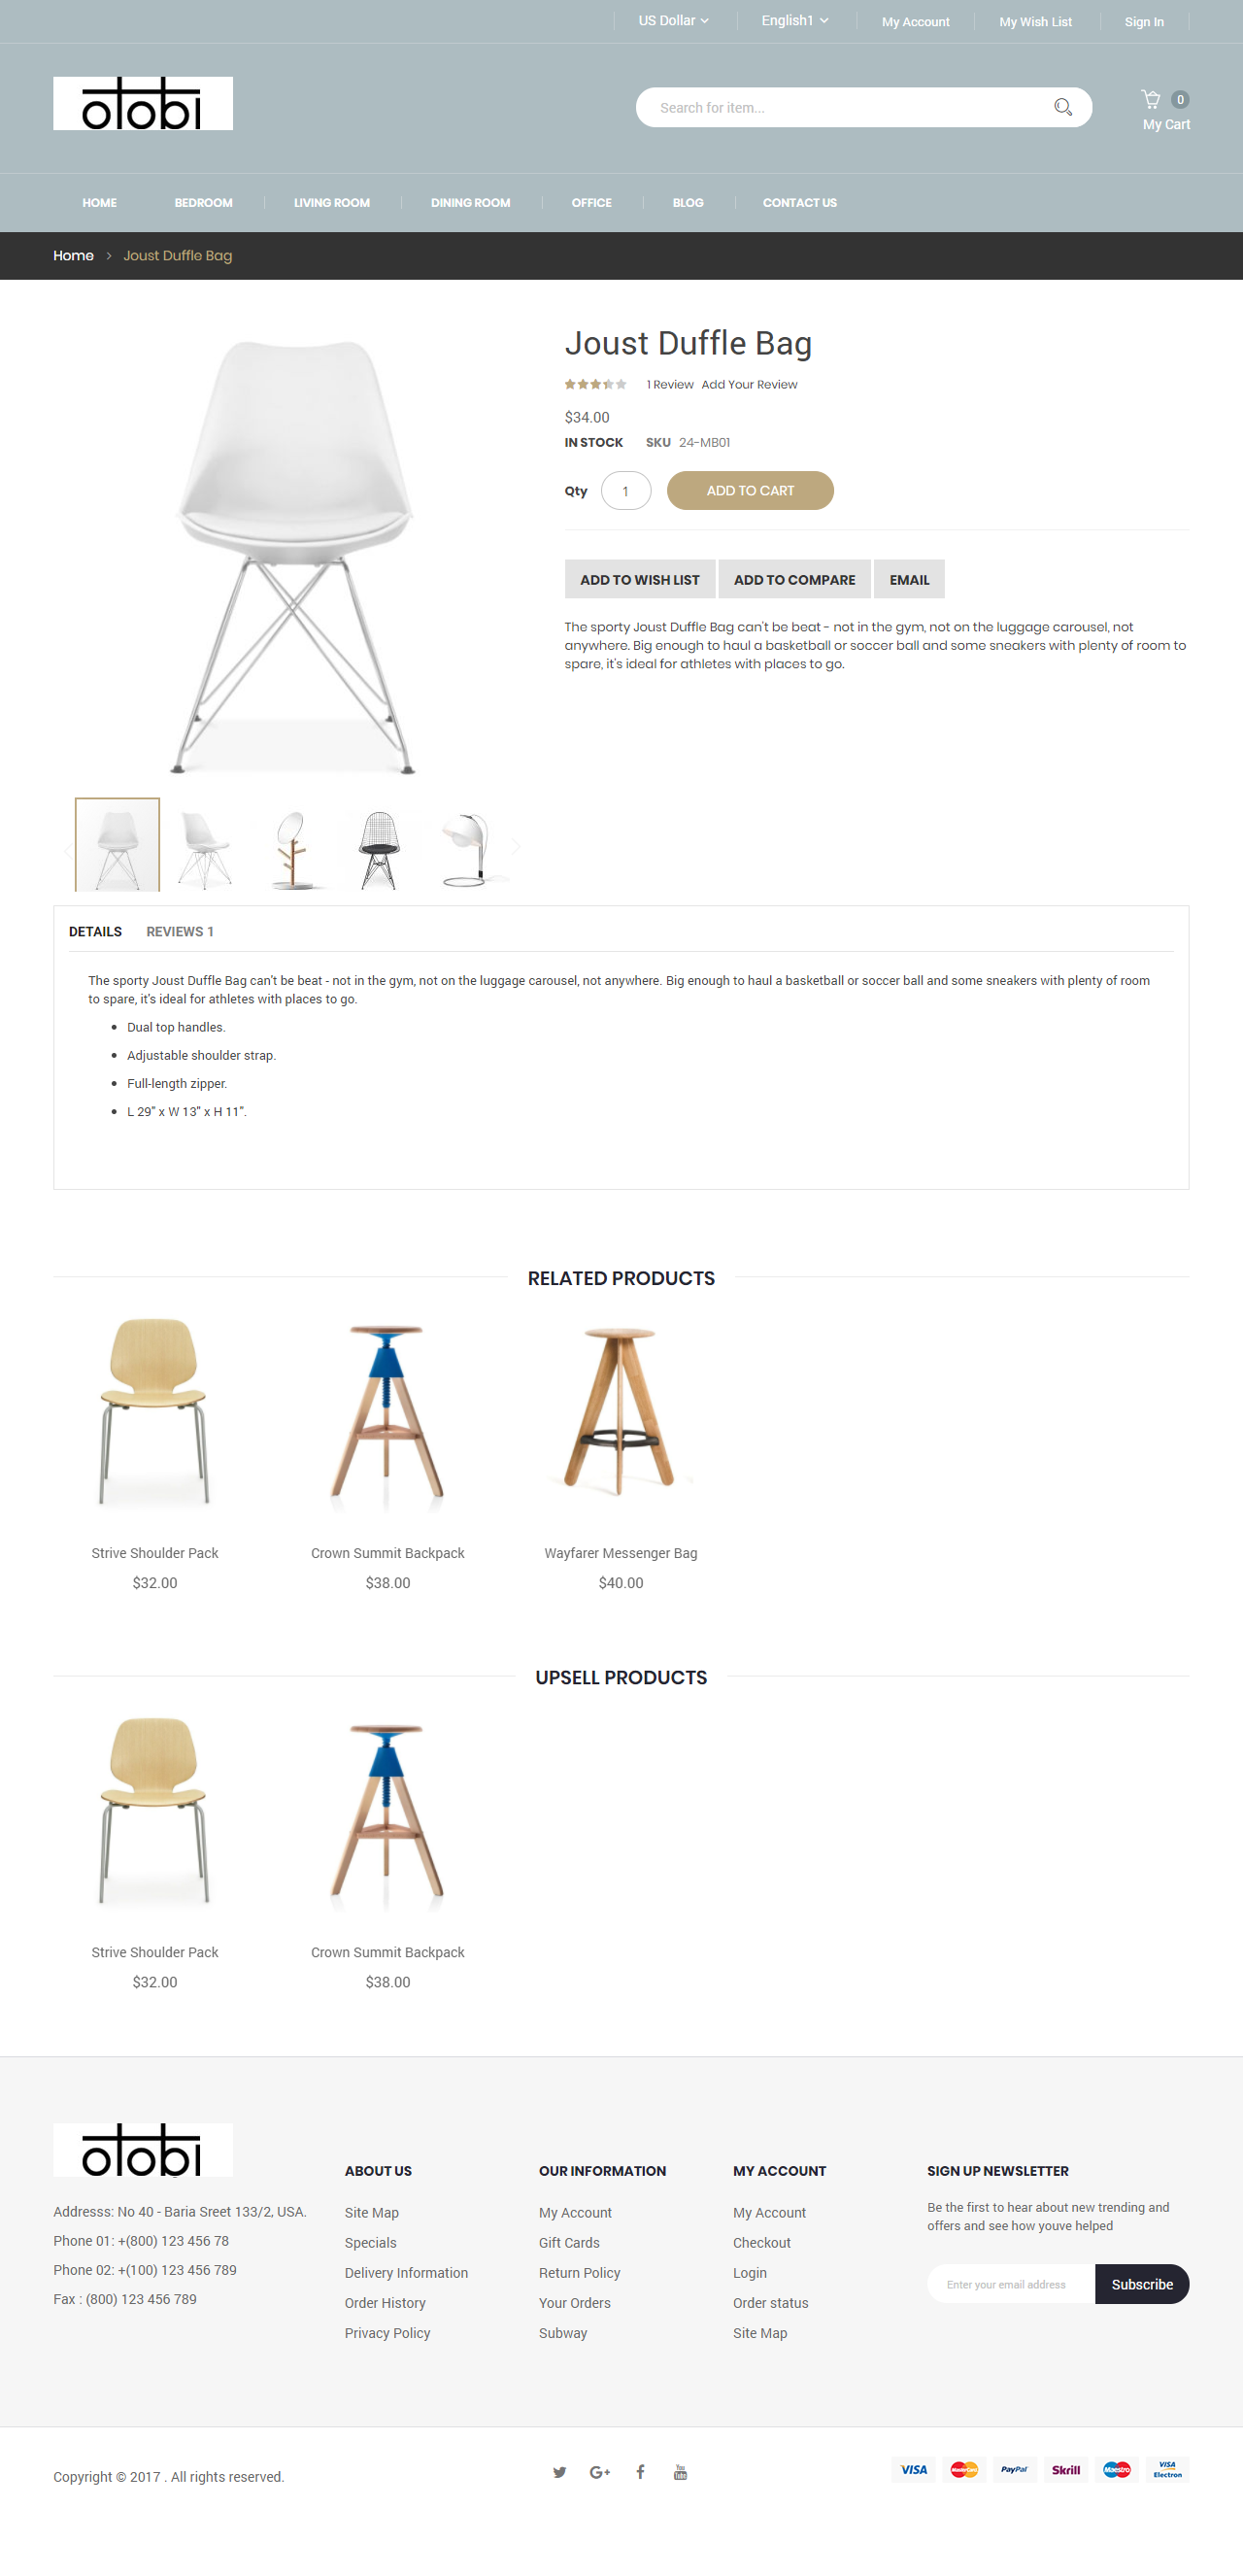 US Dollar
English1
My Account
My Wish List
Sign In
otobi
Search for item...
0
My Cart
HOME
BEDROOM
LIVING ROOM
DINING ROOM
OFFICE
BLOG
CONTACT US
Home > Joust Duffle Bag
Joust Duffle Bag
1 Review Add Your Review
$34.00
IN STOCK SKU 24-MB01
Qty 1 ADD TO CART
ADD TO WISH LIST ADD TO COMPARE EMAIL
The sporty Joust Duffle Bag can't be beat - not in the gym, not on the luggage carousel, not
anywhere. Big enough to haul a basketball or soccer ball and some sneakers with plenty of room to
spare, it's ideal for athletes with places to go.
DETAILS REVIEWS 1
The sporty Joust Duffle Bag can't be beat - not in the gym, not on the luggage carousel, not anywhere. Big enough to haul a basketball or soccer ball and some sneakers with plenty of room
to spare, it's ideal for athletes with places to go.
• Dual top handles.
• Adjustable shoulder strap.
• Full-length zipper.
• L 29" x W 13" x H 11".
RELATED PRODUCTS
Strive Shoulder Pack
$32.00
Crown Summit Backpack
$38.00
Wayfarer Messenger Bag
$40.00
UPSELL PRODUCTS
Strive Shoulder Pack
$32.00
Crown Summit Backpack
$38.00
otobi
Addresss: No 40 - Baria Sreet 133/2, USA.
Phone 01: +(800) 123 456 78
Phone 02: +(100) 123 456 789
Fax : (800) 123 456 789
ABOUT US
Site Map
Specials
Delivery Information
Order History
Privacy Policy
OUR INFORMATION
My Account
Gift Cards
Return Policy
Your Orders
Subway
MY ACCOUNT
My Account
Checkout
Login
Order status
Site Map
SIGN UP NEWSLETTER
Be the first to hear about new trending and
offers and see how youve helped
Enter your email address
Subscribe
Copyright © 2017 . All rights reserved.
G+
You
Tube
VISA
MasterCard
PayPal
Skrill
Maestro
VISA
Electron